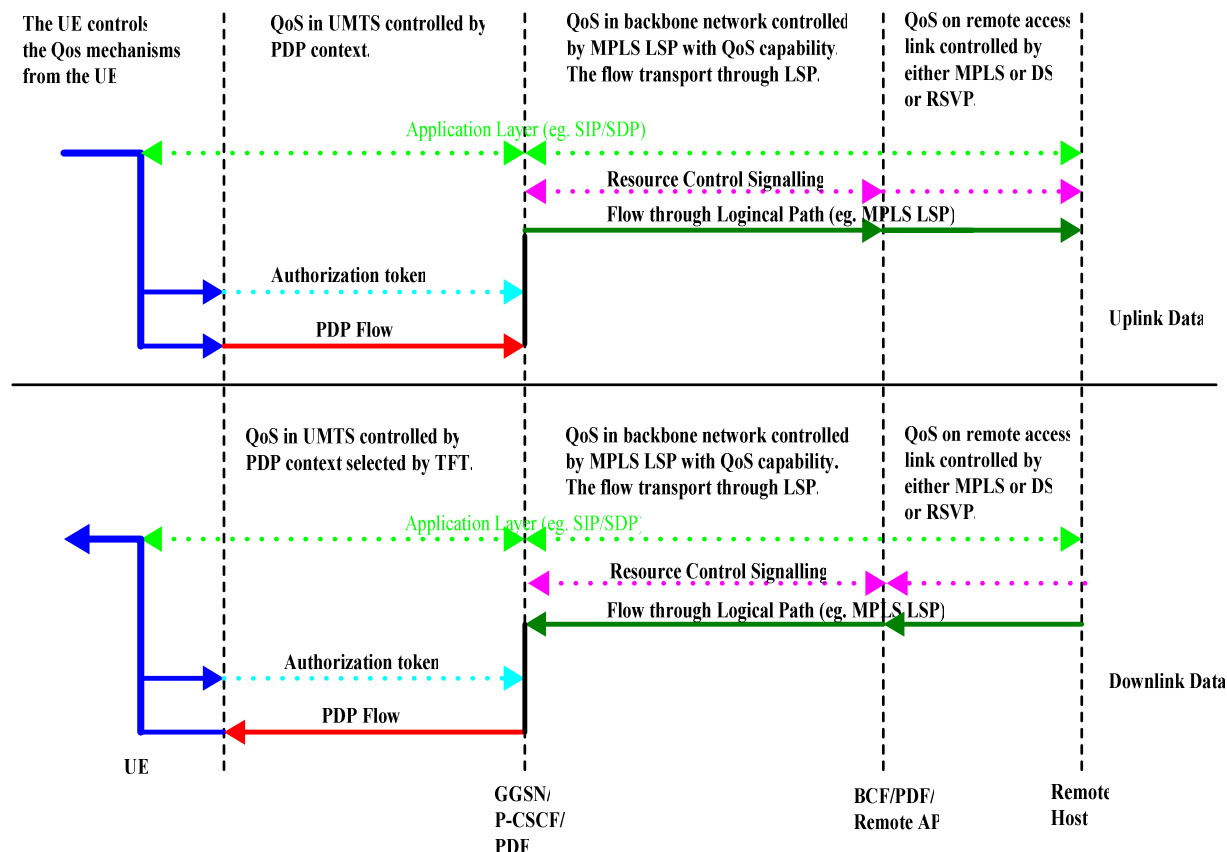 The UE controls
the Qos mechanisms
from the UE
QoS in UMTS controlled by
PDP context.
QoS in backbone network controlled
by MPLS LSP with QoS capability.
The flow transport through LSP.
QoS on remote access
link controlled by
either MPLS or DS
or RSVP.
Application Layer (eg. SIP/SDP)
Resource Control Signalling
Flow through Logincal Path (eg. MPLS LSP)
Authorization token
PDP Flow
Uplink Data
QoS in UMTS controlled by
PDP context selected by TFT.
QoS in backbone network controlled
by MPLS LSP with QoS capability.
The flow transport through LSP.
QoS on remote access
link controlled by
either MPLS or DS
or RSVP.
Application Layer (eg. SIP/SDP)
Resource Control Signalling
Flow through Logical Path (eg. MPLS LSP)
Authorization token
PDP Flow
Downlink Data
UE
GGSN/
P-CSCF/
PDF
BCF/PDF/
Remote AP
Remote
Host